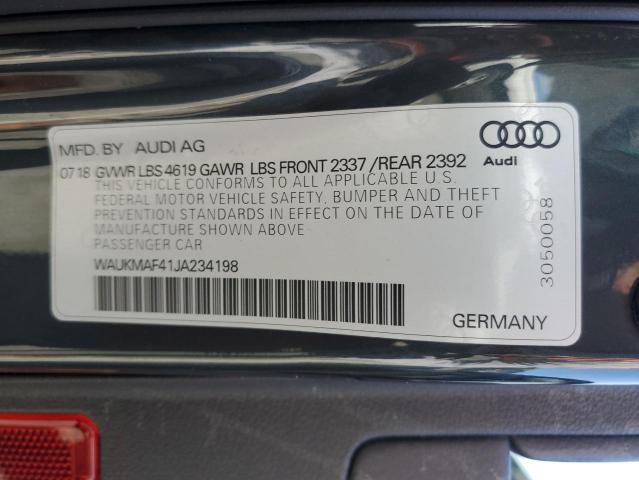 MFD. BY AUDI AG
07 18 GVWR LBS 4619 GAWR LBS FRONT 2337 /REAR 2392
THIS VEHICLE CONFORMS TO ALL APPLICABLE U.S.
FEDERAL MOTOR VEHICLE SAFETY, BUMPER AND THEFT
PREVENTION STANDARDS IN EFFECT ON THE DATE OF
MANUFACTURE SHOWN ABOVE
PASSENGER CAR
WAUKMAF41JA234198
Audi
3050058
GERMANY